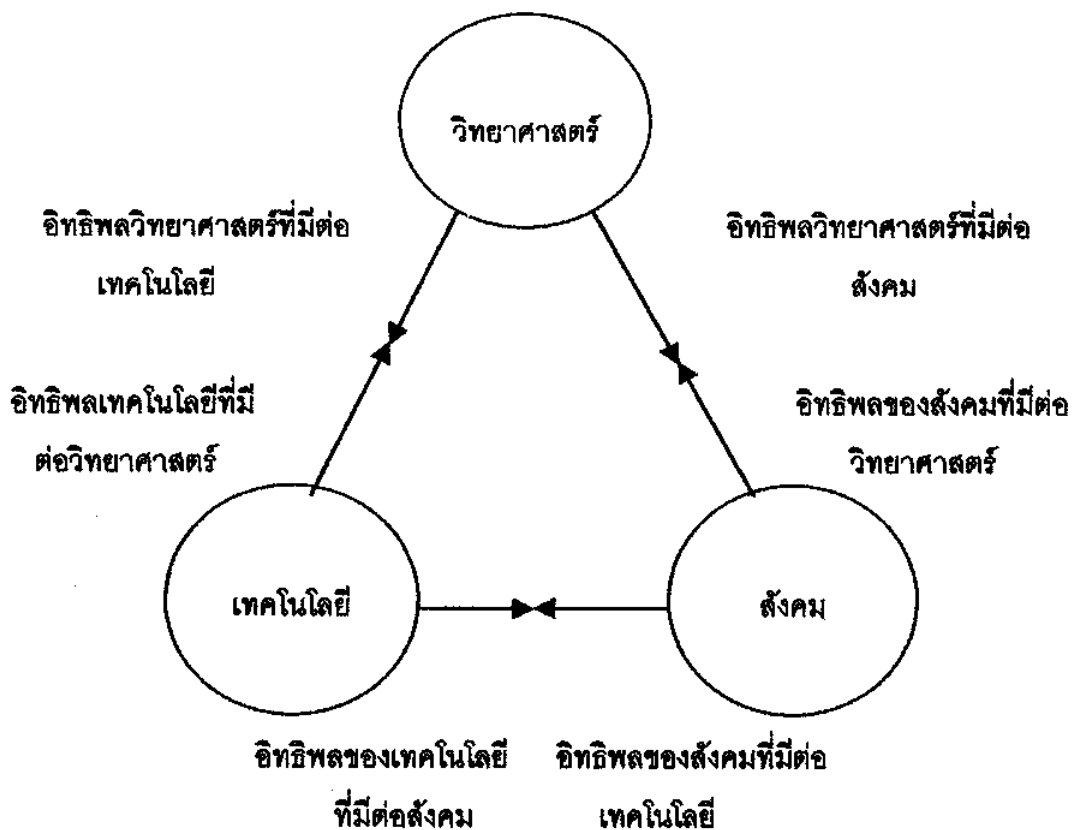 วิทยาศาสตร์
อิทธิพลวิทยาศาสตร์ที่มีต่อ
เทคโนโลยี
อิทธิพลวิทยาศาสตร์ที่มีต่อ
สังคม
อิทธิพลเทคโนโลยีที่มี
ต่อวิทยาศาสตร์
อิทธิพลของสังคมที่มีต่อ
วิทยาศาสตร์
เทคโนโลยี
สังคม
อิทธิพลของเทคโนโลยี
ที่มีต่อสังคม
อิทธิพลของสังคมที่มีต่อ
เทคโนโลยี